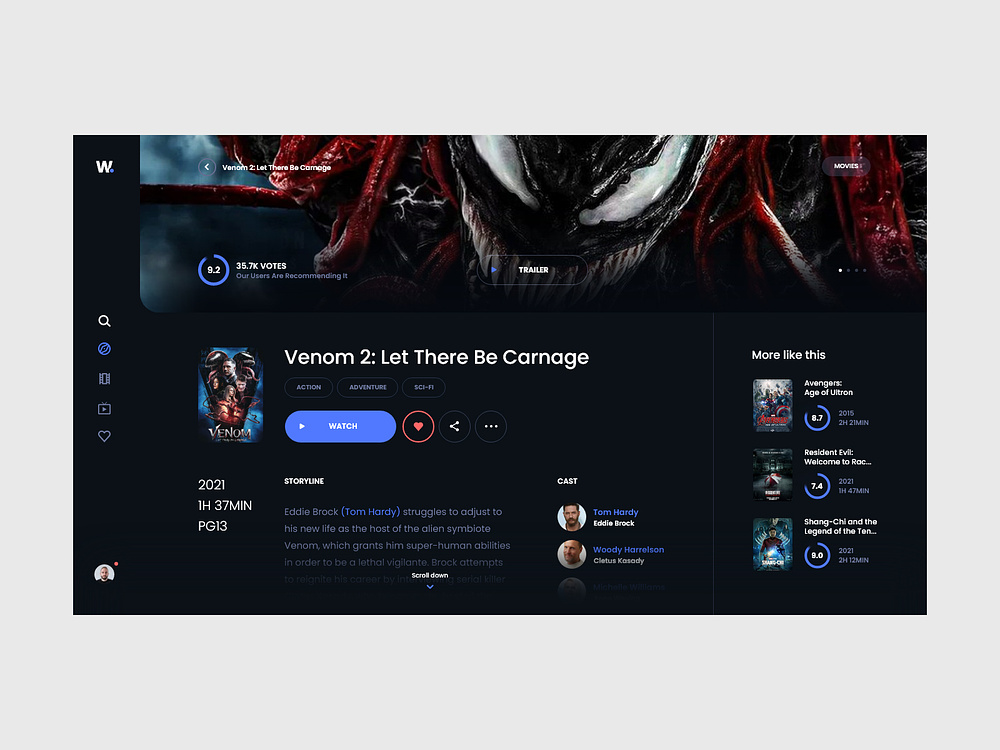 W.
Venom 2: Let There Be Carnage
MOVIES
9.2
35.7K VOTES
Our Users Are Recommending It
TRAILER
VENOM
Venom 2: Let There Be Carnage
ACTION
ADVENTURE
SCI-FI
WATCH
2021
1H 37MIN
PG13
STORYLINE
Eddie Brock (Tom Hardy) struggles to adjust to
his new life as the host of the alien symbiote
Venom, which grants him super-human abilities
in order to be a lethal vigilante. Brock attempts
to reignite his career by serial killer
Scroll down
CAST
Tom Hardy
Eddie Brock
Woody Harrelson
Cletus Kasady
Michelle Williams
More like this
Avengers:
Age of Ultron
8.7
2015
2H 21MIN
Resident Evil:
Welcome to Rac...
7.4
2021
1H 47MIN
Shang-Chi and the
Legend of the Ten...
9.0
2021
2H 12MIN
SHANG-CHI